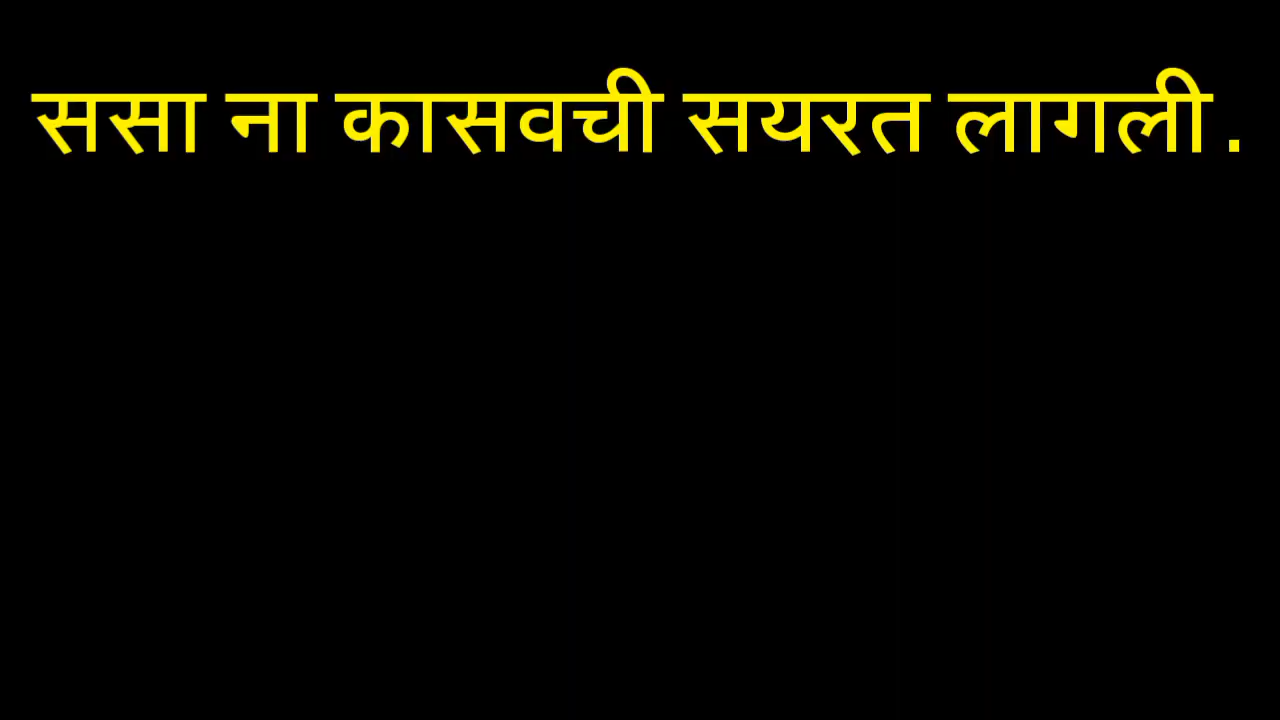 ससा ना कासवची सयरत लागली .